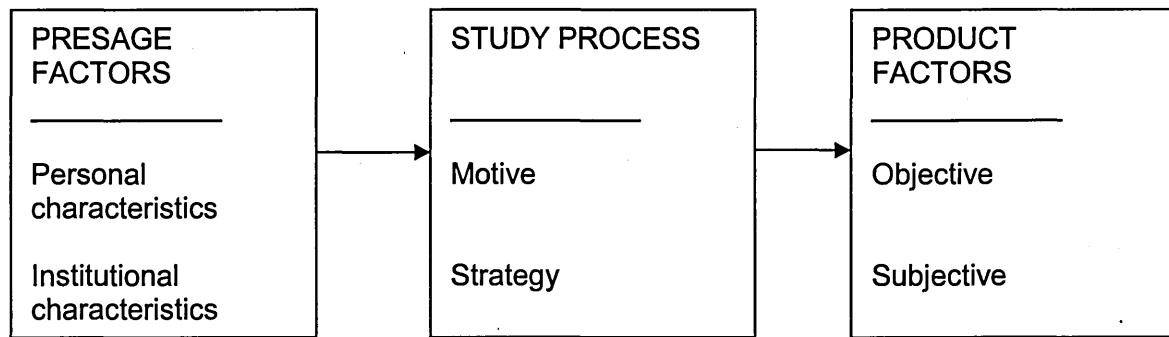 PRESAGE
FACTORS
Personal
characteristics
Institutional
characteristics
STUDY PROCESS
Motive
Strategy
PRODUCT
FACTORS
Objective
Subjective